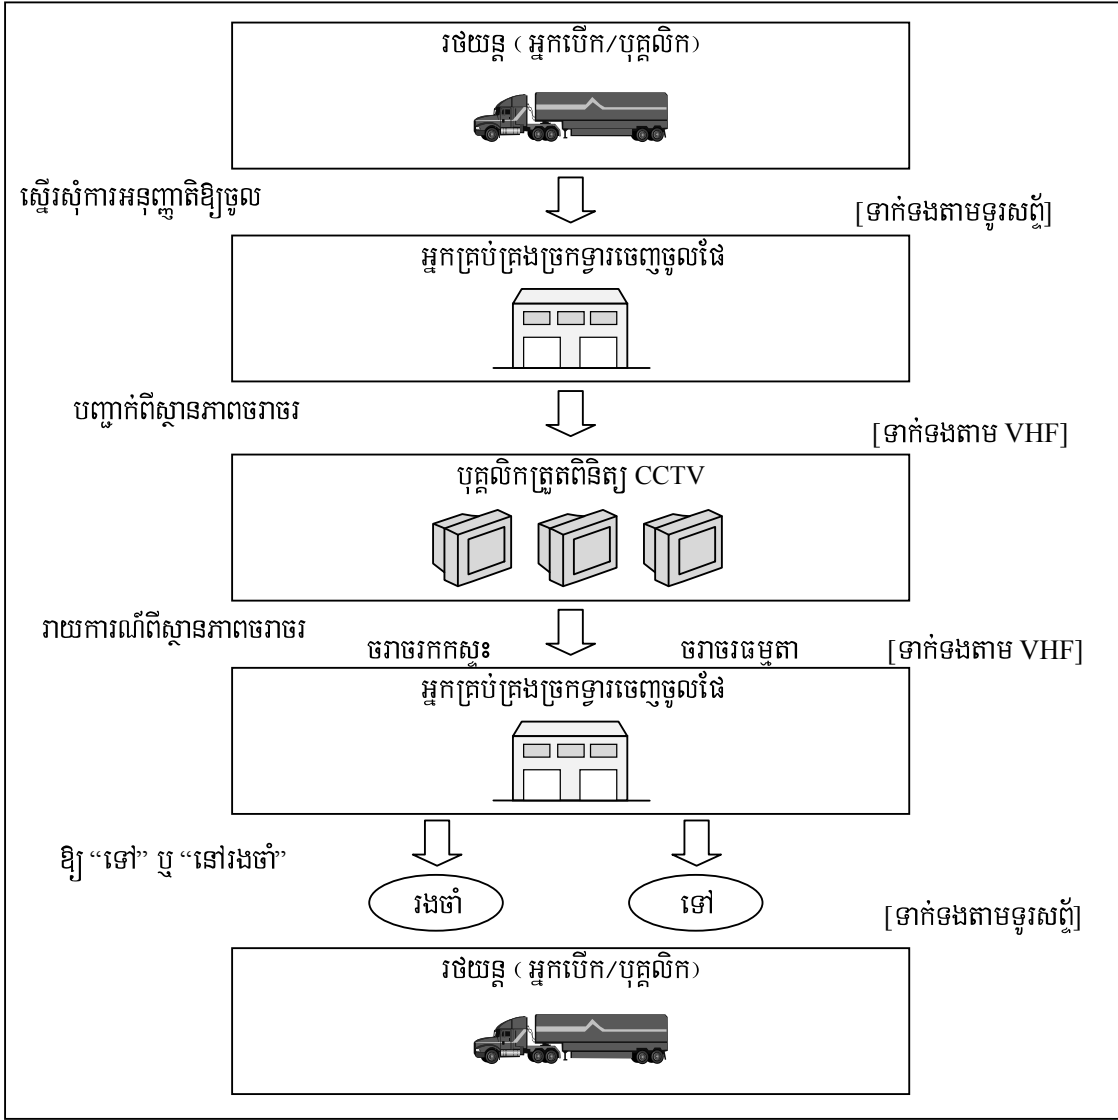 រថយន្ត ( អ្នកបើក/បុគ្គលិក)
ស្នើរសុំការអនុញ្ញាតិឱ្យចូល
[ទាក់ទងតាមទូរសព្ទ័]
អ្នកគ្រប់គ្រងច្រកទ្វារចេញចូលផែ
បញ្ជាក់ពីស្ថានភាពចរាចរ
[ទាក់ទងតាម VHF]
បុគ្គលិកត្រួតពិនិត្យ CCTV
រាយការណ៍ពីស្ថានភាពចរាចរ
ចរាចរកកស្ទះ
ចរាចរធម្មតា
[ទាក់ទងតាម VHF]
អ្នកគ្រប់គ្រងច្រកទ្វារចេញចូលផែ
ឱ្យ “ទៅ” ឬ “នៅរងចាំ”
រងចាំ
ទៅ
[ទាក់ទងតាមទូរសព្ទ័]
រថយន្ត ( អ្នកបើក/បុគ្គលិក)